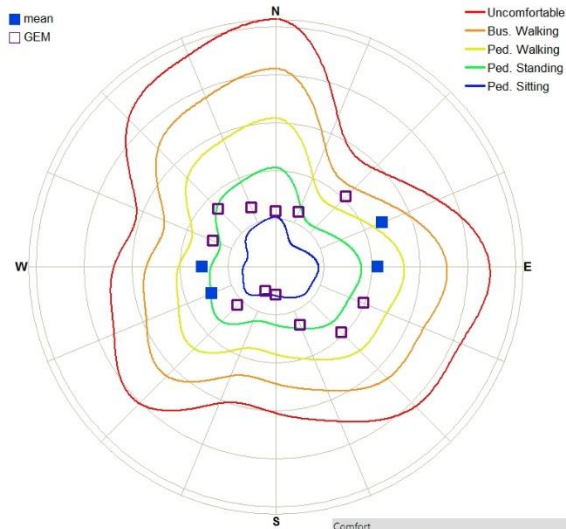 mean
GEM
N
Uncomfortable
Bus. Walking
Ped. Walking
Ped. Standing
Ped. Sitting
W
E
S
Comfort